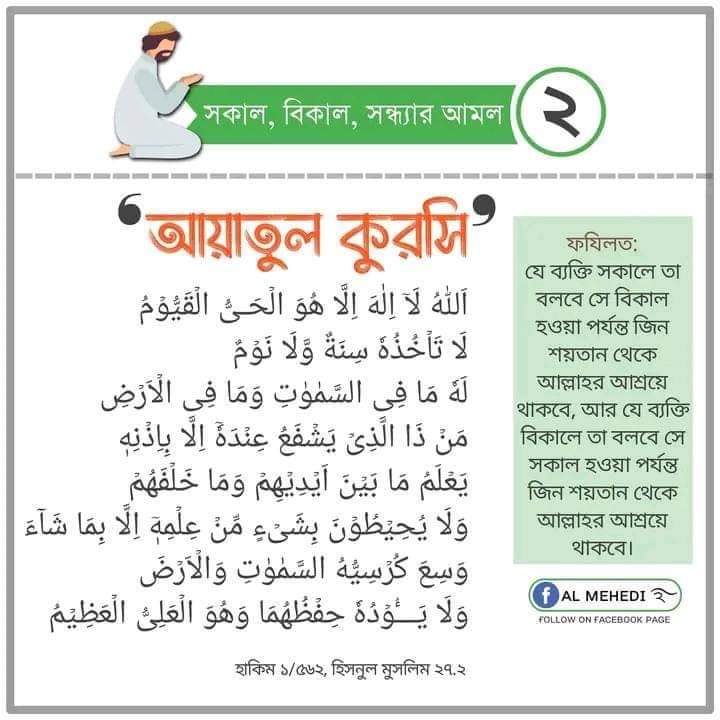 সকাল, বিকাল, সন্ধ্যার আমল
২
❛আয়াতুল কুরসি❜
اَللّٰهُ لَآ اِلٰهَ اِلَّا هُوَ الْحَـىُّ الْقَيُّوْمُ
لَا تَاْخُذُهٗ سِنَةٌ وَّلَا نَوْمٌ
لَهٗ مَا فِى السَّمٰوٰتِ وَمَا فِى الْاَرْضِ
مَنْ ذَا الَّذِىْ يَشْفَعُ عِنْدَهٗٓ اِلَّا بِاِذْنِهٖ
يَعْلَمُ مَا بَيْنَ اَيْدِيْهِمْ وَمَا خَلْفَهُمْ
وَلَا يُحِيْطُوْنَ بِشَىْءٍ مِّنْ عِلْمِهٖٓ اِلَّا بِمَا شَآءَ
وَسِعَ كُرْسِيُّهُ السَّمٰوٰتِ وَالْاَرْضَ
وَلَا يَـــُٔوْدُهٗ حِفْظُهُمَا وَهُوَ الْعَلِىُّ الْعَظِيْمُ
হাকিম ১/৫৬২, হিসনুল মুসলিম ২৭.২
ফযিলত:
যে ব্যক্তি সকালে তা
বলবে সে বিকাল
হওয়া পর্যন্ত জিন
শয়তান থেকে
আল্লাহর আশ্রয়ে
থাকবে, আর যে ব্যক্তি
বিকালে তা বলবে সে
সকাল হওয়া পর্যন্ত
জিন শয়তান থেকে
আল্লাহর আশ্রয়ে
থাকবে।
f AL MEHEDI
FOLLOW ON FACEBOOK PAGE